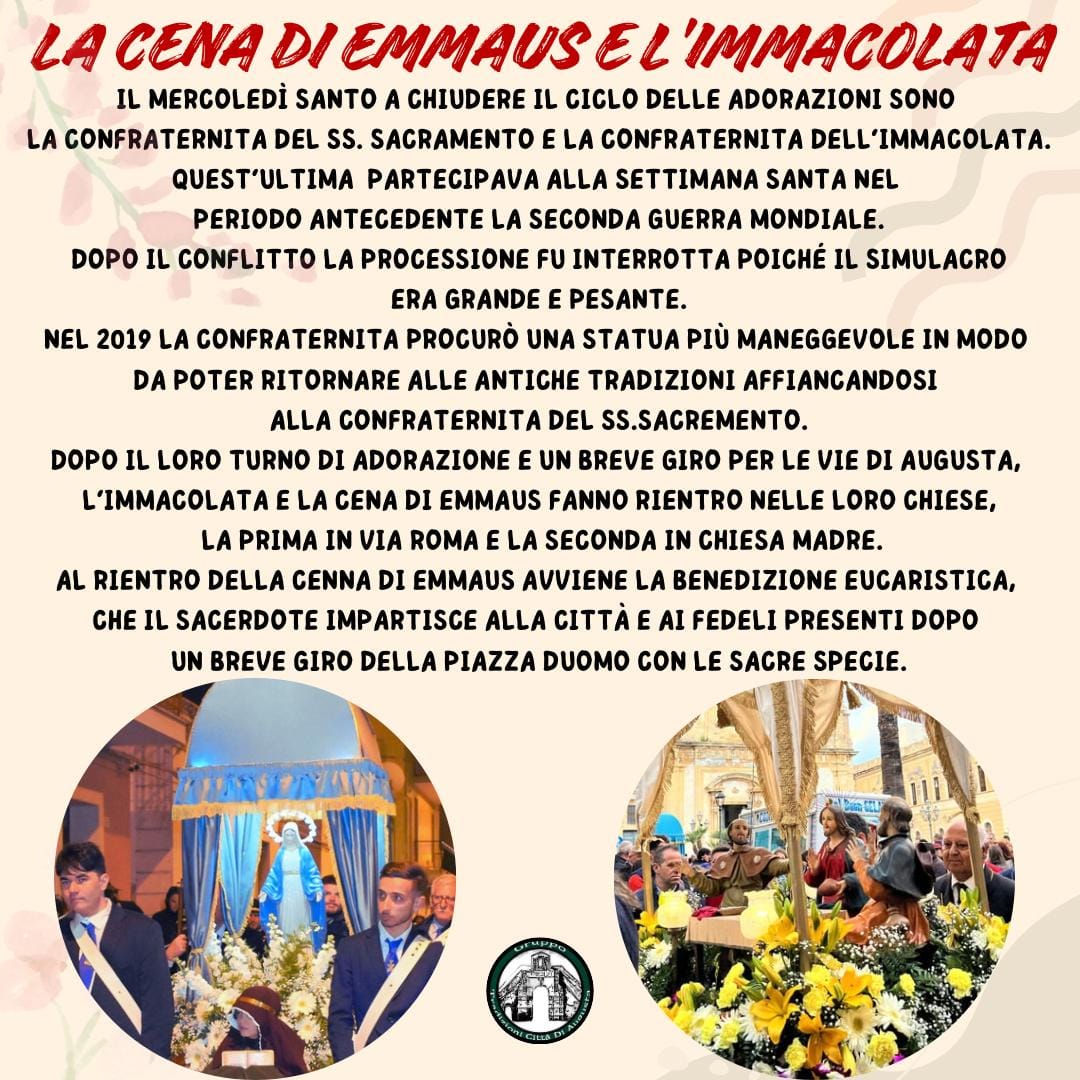 LA CENA DI EMMAUS E L'IMMACOLATA
IL MERCOLEDÌ SANTO A CHIUDERE IL CICLO DELLE ADORAZIONI SONO
LA CONFRATERNITA DEL SS. SACRAMENTO E LA CONFRATERNITA DELL'IMMACOLATA.
QUEST'ULTIMA PARTECIPAVA ALLA SETTIMANA SANTA NEL
PERIODO ANTECEDENTE LA SECONDA GUERRA MONDIALE.
DOPO IL CONFLITTO LA PROCESSIONE FU INTERROTTA POICHÉ IL SIMULACRO
ERA GRANDE E PESANTE.
NEL 2019 LA CONFRATERNITA PROCURÒ UNA STATUA PIÙ MANEGGEVOLE IN MODO
DA POTER RITORNARE ALLE ANTICHE TRADIZIONI AFFIANCANDOSI
ALLA CONFRATERNITA DEL SS.SACREMENTO.
DOPO IL LORO TURNO DI ADORAZIONE E UN BREVE GIRO PER LE VIE DI AUGUSTA,
L'IMMACOLATA E LA CENA DI EMMAUS FANNO RIENTRO NELLE LORO CHIESE,
LA PRIMA IN VIA ROMA E LA SECONDA IN CHIESA MADRE.
AL RIENTRO DELLA CENNA DI EMMAUS AVVIENE LA BENEDIZIONE EUCARISTICA,
CHE IL SACERDOTE IMPARTISCE ALLA CITTÀ E AI FEDELI PRESENTI DOPO
UN BREVE GIRO DELLA PIAZZA DUOMO CON LE SACRE SPECIE.
Gruppo
Tradizioni Città Di Augusta